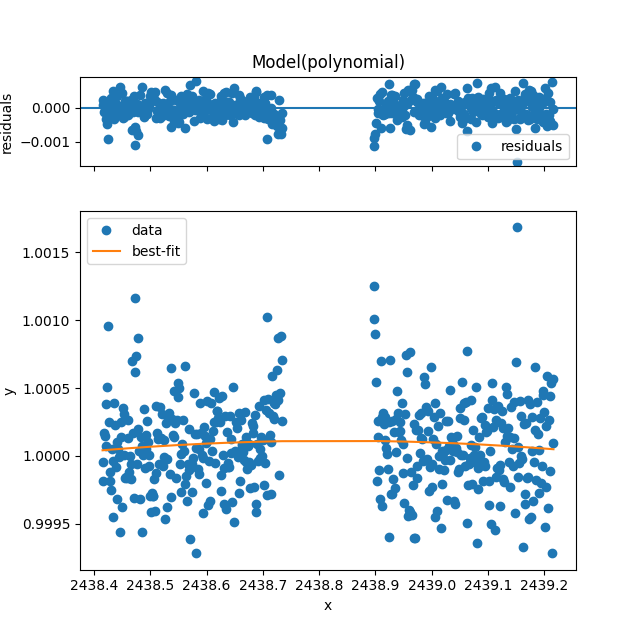 Model(polynomial)
residuals
0.000
−0.001
residuals
data
best-fit
y
1.0015
1.0010
1.0005
1.0000
0.9995
2438.4 2438.5 2438.6 2438.7 2438.8 2438.9 2439.0 2439.1 2439.2
x